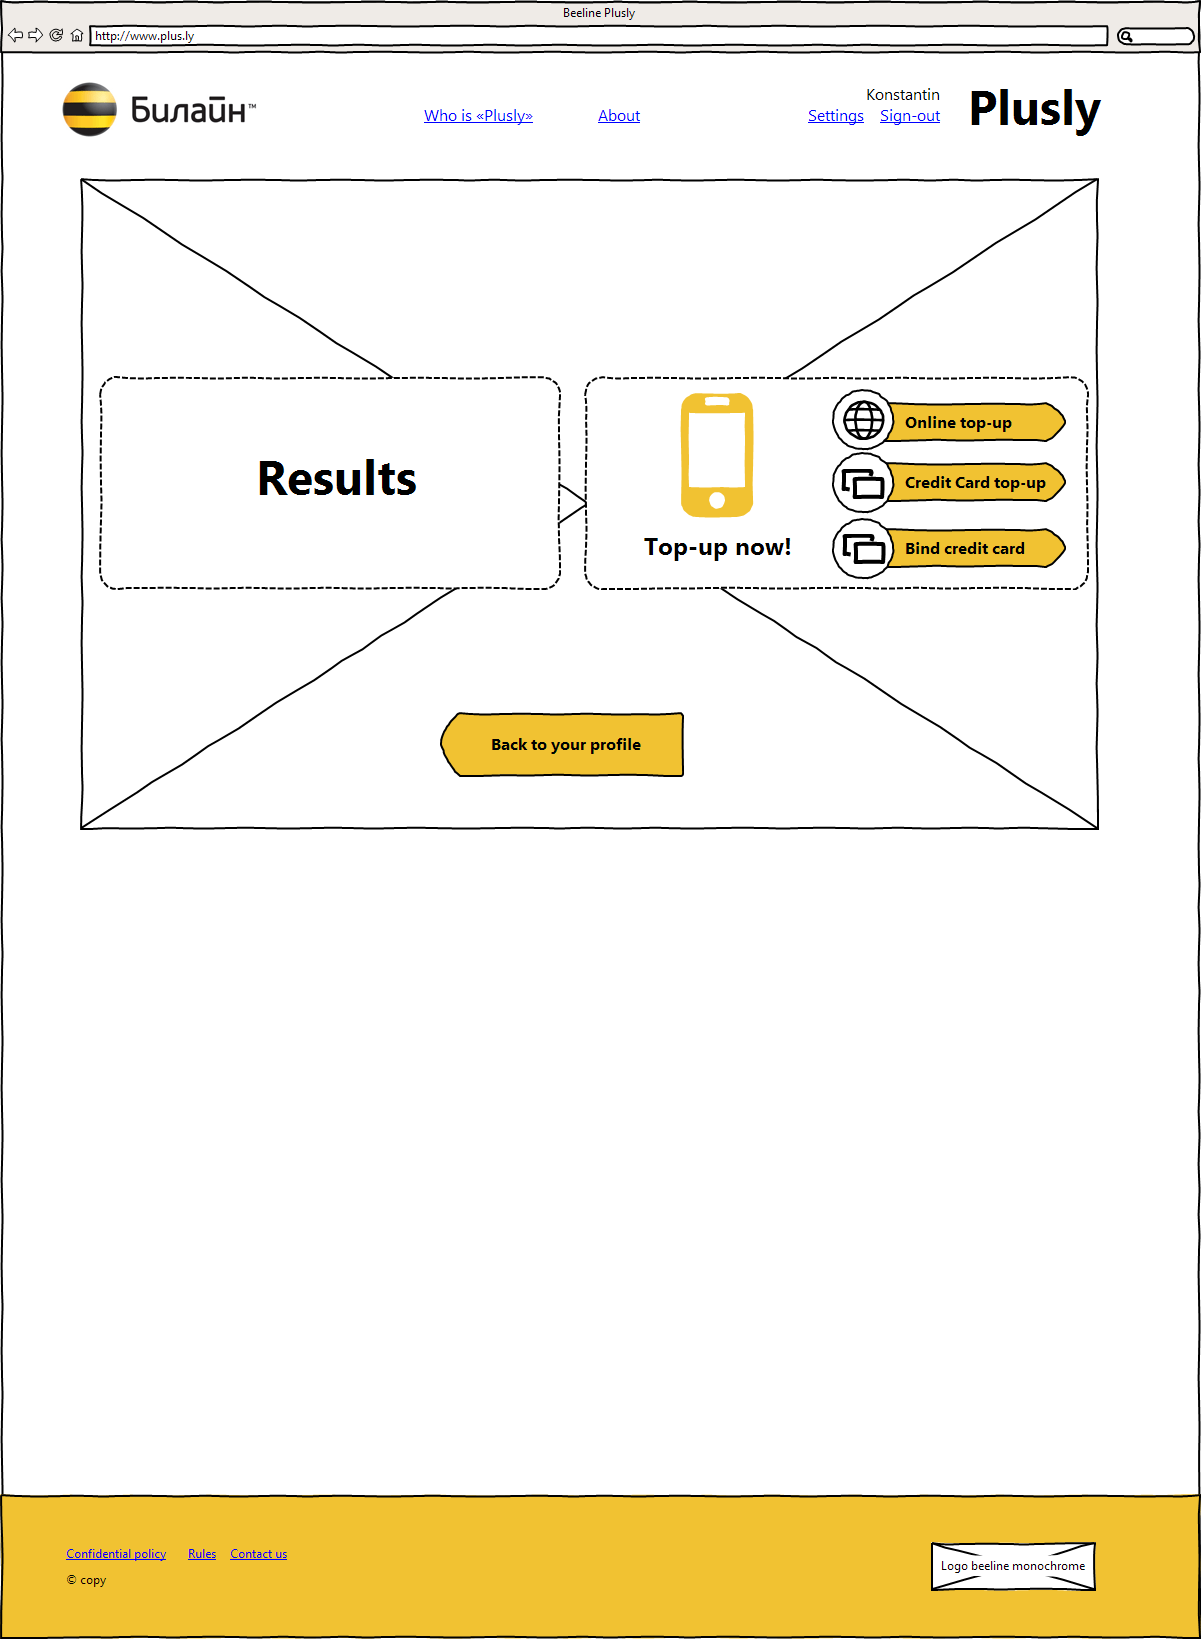 Beeline Plusly
http://www.plus.ly
Билайн™
Who is «Plusly»
About
Konstantin
Settings
Sign-out
Plusly
Results
Top-up now!
Online top-up
Credit Card top-up
Bind credit card
Back to your profile
Confidential policy
Rules
Contact us
© copy
Logo beeline monochrome